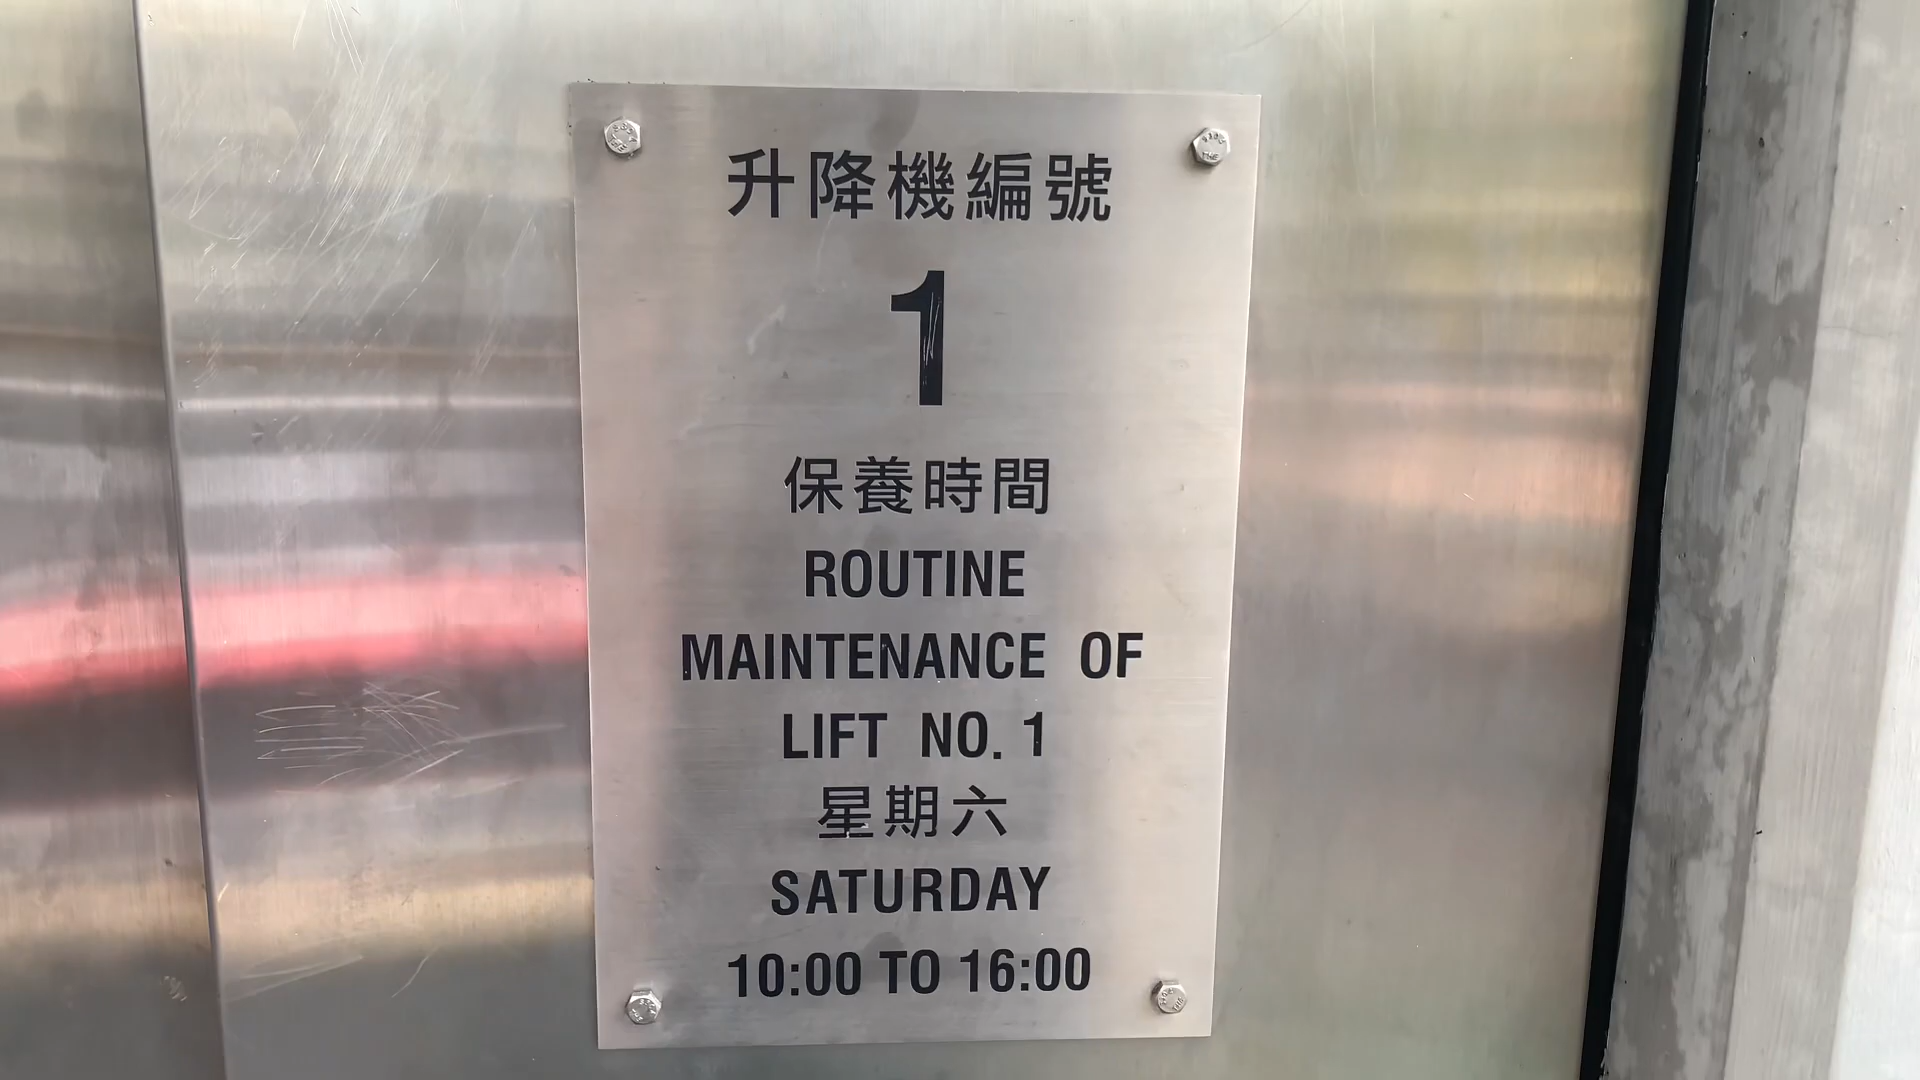 升降機編號
1
保養時間
ROUTINE
MAINTENANCE OF
LIFT NO. 1
星期六
SATURDAY
10:00 TO 16:00